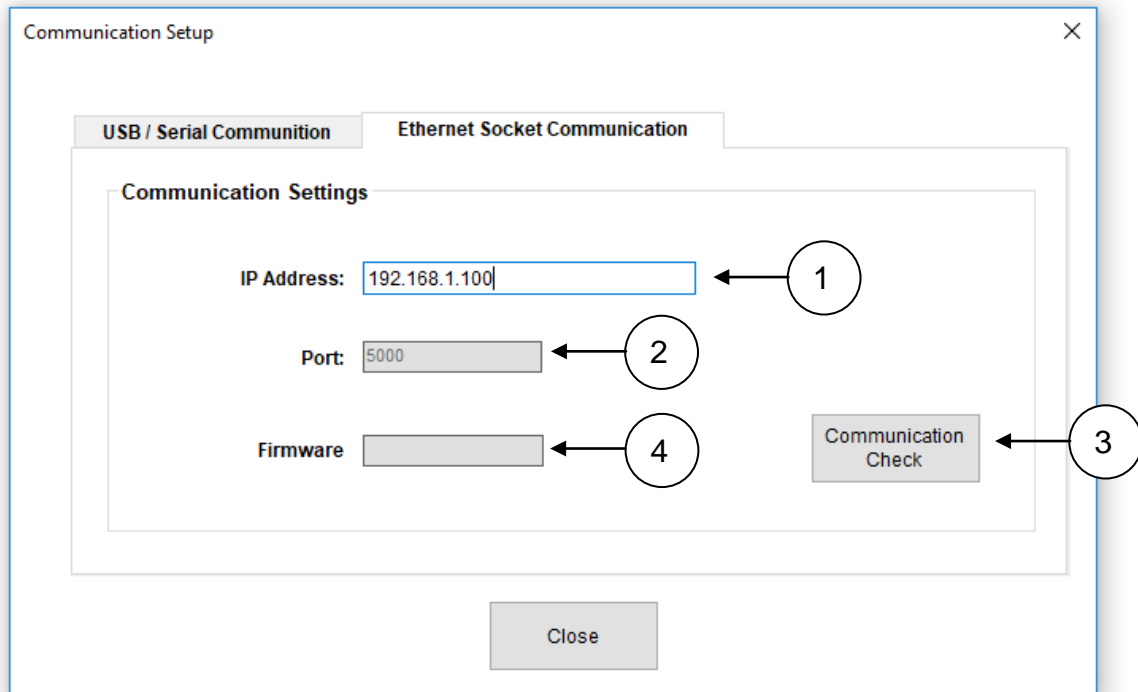 Communication Setup
USB / Serial Communition
Ethernet Socket Communication
Communication Settings
IP Address: 192.168.1.100 1
Port: 5000 2
Firmware 4
Communication
Check
3
Close